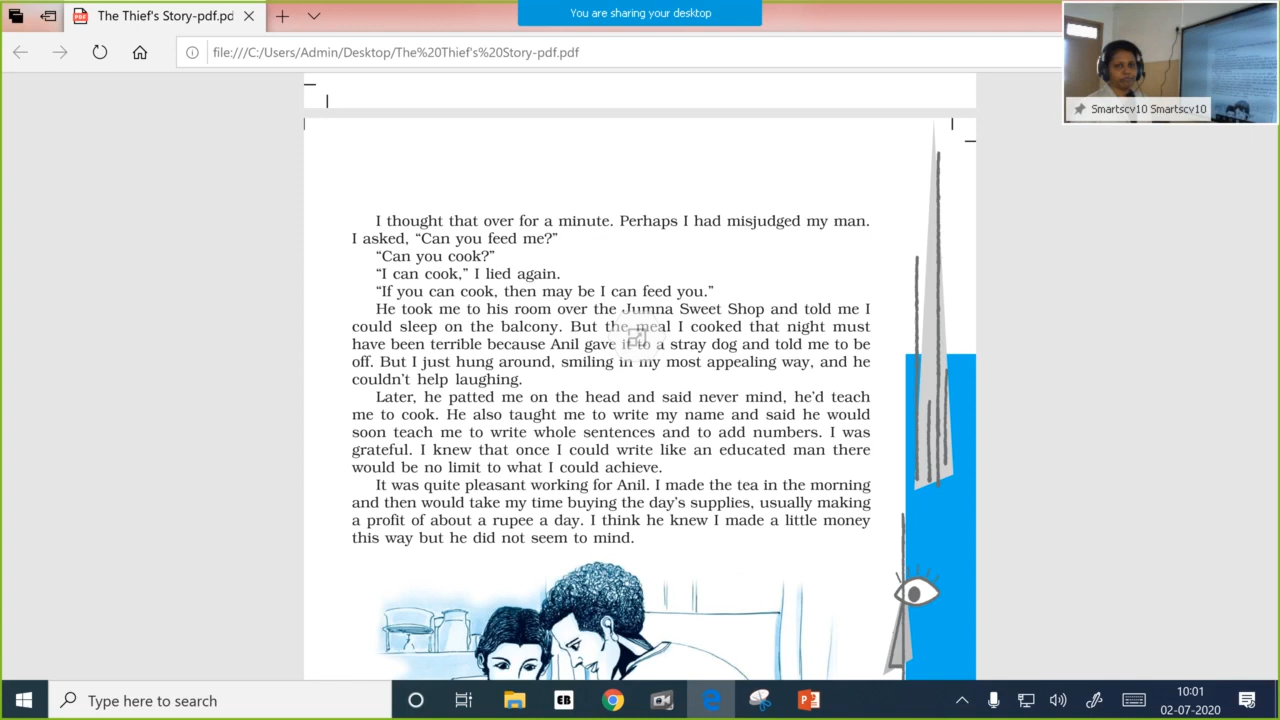 The Thief's Story-pdf.pd
You are sharing your desktop
file:///C:/Users/Admin/Desktop/The%20Thief's%20Story-pdf.pdf
Smartscv10 Smartscv10
I thought that over for a minute. Perhaps I had misjudged my man.
I asked, “Can you feed me?”
“Can you cook?”
“I can cook,” I lied again.
“If you can cook, then may be I can feed you.”
He took me to his room over the Jumna Sweet Shop and told me I
could sleep on the balcony. But the meal I cooked that night must
have been terrible because Anil gave it to a stray dog and told me to be
off. But I just hung around, smiling in my most appealing way, and he
couldn’t help laughing.
Later, he patted me on the head and said never mind, he’d teach
me to cook. He also taught me to write my name and said he would
soon teach me to write whole sentences and to add numbers. I was
grateful. I knew that once I could write like an educated man there
would be no limit to what I could achieve.
It was quite pleasant working for Anil. I made the tea in the morning
and then would take my time buying the day’s supplies, usually making
a profit of about a rupee a day. I think he knew I made a little money
this way but he did not seem to mind.
Type here to search
EB
10:01
02-07-2020